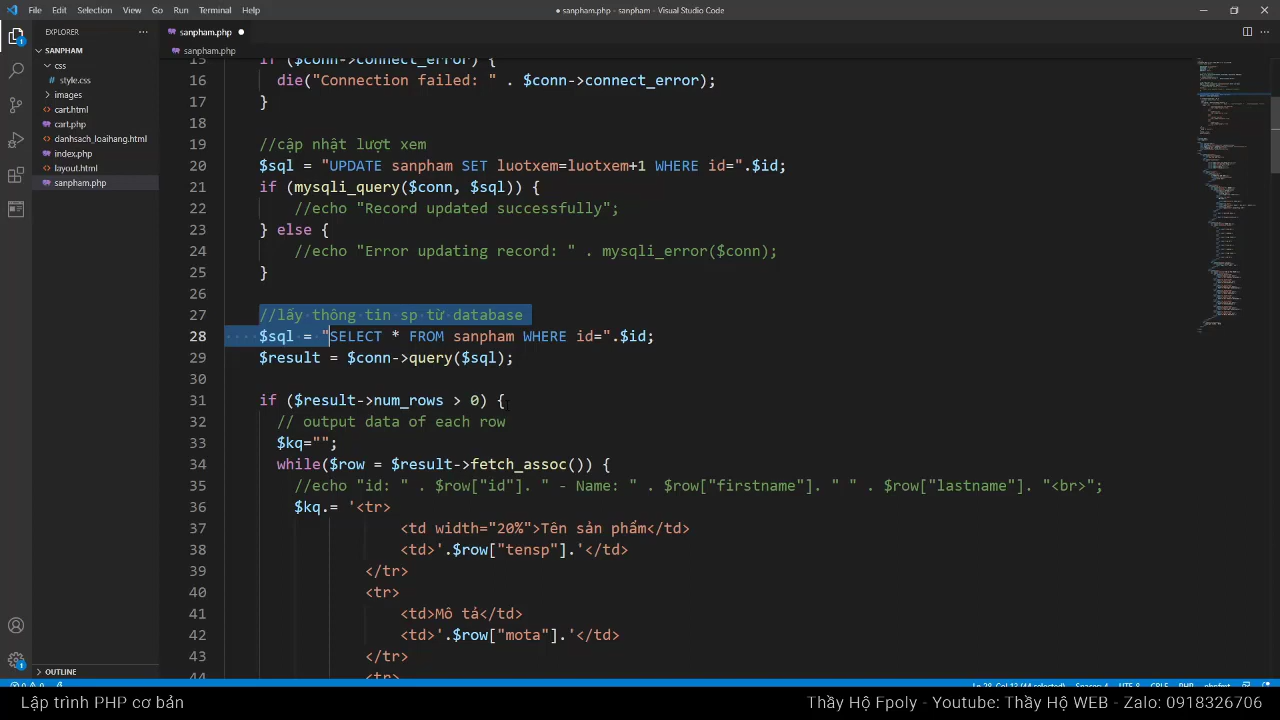 File Edit Selection View Go Run Terminal Help
● sanpham.php - sanpham - Visual Studio Code
EXPLORER ···
SANPHAM
css
# style.css
images
cart.html
cart.php
danhsach_loaihang.html
index.php
layout.html
sanpham.php
OUTLINE
sanpham.php ●
sanpham.php
15 if ($conn->connect_error) {
16 die("Connection failed: " $conn->connect_error);
17 }
18
19 //cập nhật lượt xem
20 $sql = "UPDATE sanpham SET luotxem=luotxem+1 WHERE id=".$id;
21 if (mysqli_query($conn, $sql)) {
22 //echo "Record updated successfully";
23 } else {
24 //echo "Error updating record: " . mysqli_error($conn);
25 }
26
27 //lấy·thông·tin·sp·từ·database
28 ····$sql = "SELECT * FROM sanpham WHERE id=".$id;
29 $result = $conn->query($sql);
30
31 if ($result->num_rows > 0) {
32 // output data of each row
33 $kq="";
34 while($row = $result->fetch_assoc()) {
35 //echo "id: " . $row["id"]. " - Name: " . $row["firstname"]. " " . $row["lastname"]. "<br>";
36 $kq.= '<tr>
37 <td width="20%">Tên sản phẩm</td>
38 <td>'.$row["tensp"].'</td>
39 </tr>
40 <tr>
41 <td>Mô tả</td>
42 <td>'.$row["mota"].'</td>
43 </tr>
44 <tr>
Lập trình PHP cơ bản
Thầy Hộ Fpoly - Youtube: Thầy Hộ WEB - Zalo: 0918326706